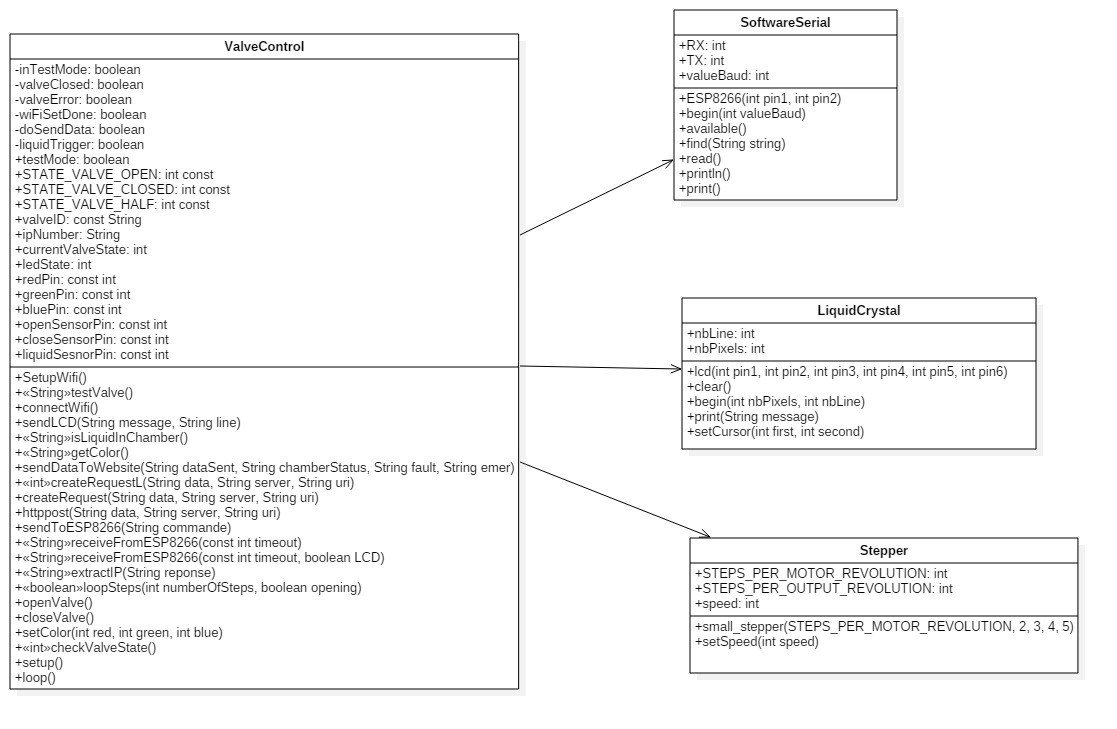 ValveControl
-inTestMode: boolean
-valveClosed: boolean
-valveError: boolean
-wiFiSetDone: boolean
-doSendData: boolean
-liquidTrigger: boolean
+testMode: boolean
+STATE_VALVE_OPEN: int const
+STATE_VALVE_CLOSED: int const
+STATE_VALVE_HALF: int const
+valveID: const String
+ipNumber: String
+currentValveState: int
+ledState: int
+redPin: const int
+greenPin: const int
+bluePin: const int
+openSensorPin: const int
+closeSensorPin: const int
+liquidSesnorPin: const int
+SetupWifi()
+«String»testValve()
+connectWifi()
+sendLCD(String message, String line)
+«String»isLiquidInChamber()
+«String»getColor()
+sendDataToWebsite(String dataSent, String chamberStatus, String fault, String emer)
+«int»createRequestL(String data, String server, String uri)
+createRequest(String data, String server, String uri)
+httppost(String data, String server, String uri)
+sendToESP8266(String commande)
+«String»receiveFromESP8266(const int timeout)
+«String»receiveFromESP8266(const int timeout, boolean LCD)
+«String»extractIP(String reponse)
+«boolean»loopSteps(int numberOfSteps, boolean opening)
+openValve()
+closeValve()
+setColor(int red, int green, int blue)
+«int»checkValveState()
+setup()
+loop()
SoftwareSerial
+RX: int
+TX: int
+valueBaud: int
+ESP8266(int pin1, int pin2)
+begin(int valueBaud)
+available()
+find(String string)
+read()
+println()
+print()
LiquidCrystal
+nbLine: int
+nbPixels: int
+lcd(int pin1, int pin2, int pin3, int pin4, int pin5, int pin6)
+clear()
+begin(int nbPixels, int nbLine)
+print(String message)
+setCursor(int first, int second)
Stepper
+STEPS_PER_MOTOR_REVOLUTION: int
+STEPS_PER_OUTPUT_REVOLUTION: int
+speed: int
+small_stepper(STEPS_PER_MOTOR_REVOLUTION, 2, 3, 4, 5)
+setSpeed(int speed)